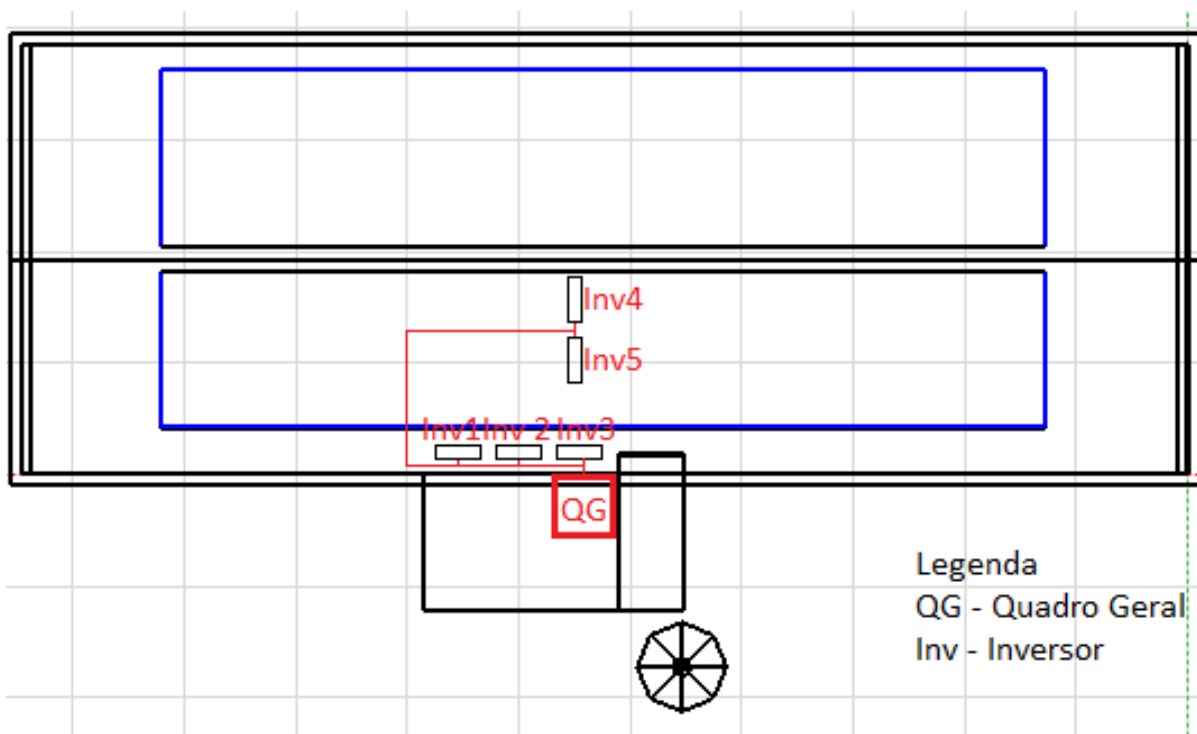 Inv4
Inv5
Inv1 Inv 2 Inv3
QG
Legenda
QG - Quadro Geral
Inv - Inversor